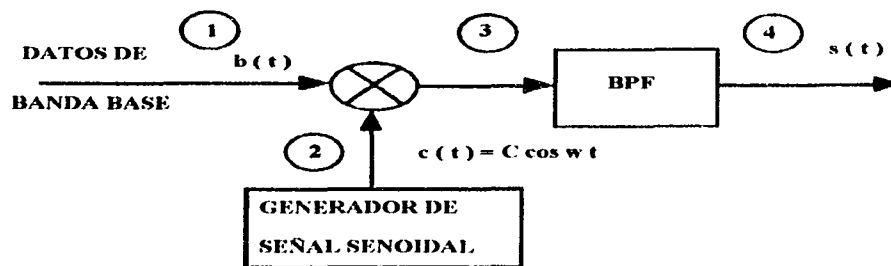 1
3
4
DATOS DE
b ( t )
s ( t )
BPF
BANDA BASE
2
c ( t ) = C cos w t
GENERADOR DE
SEÑAL SENOIDAL